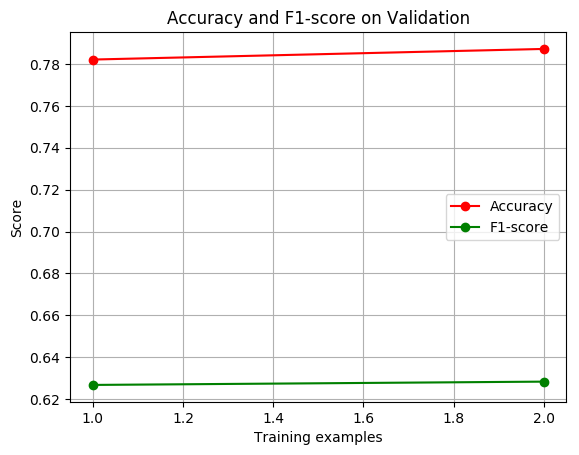 Accuracy and F1-score on Validation
Score
0.78
0.76
0.74
0.72
0.70
0.68
0.66
0.64
0.62
Accuracy
F1-score
1.0 1.2 1.4 1.6 1.8 2.0
Training examples